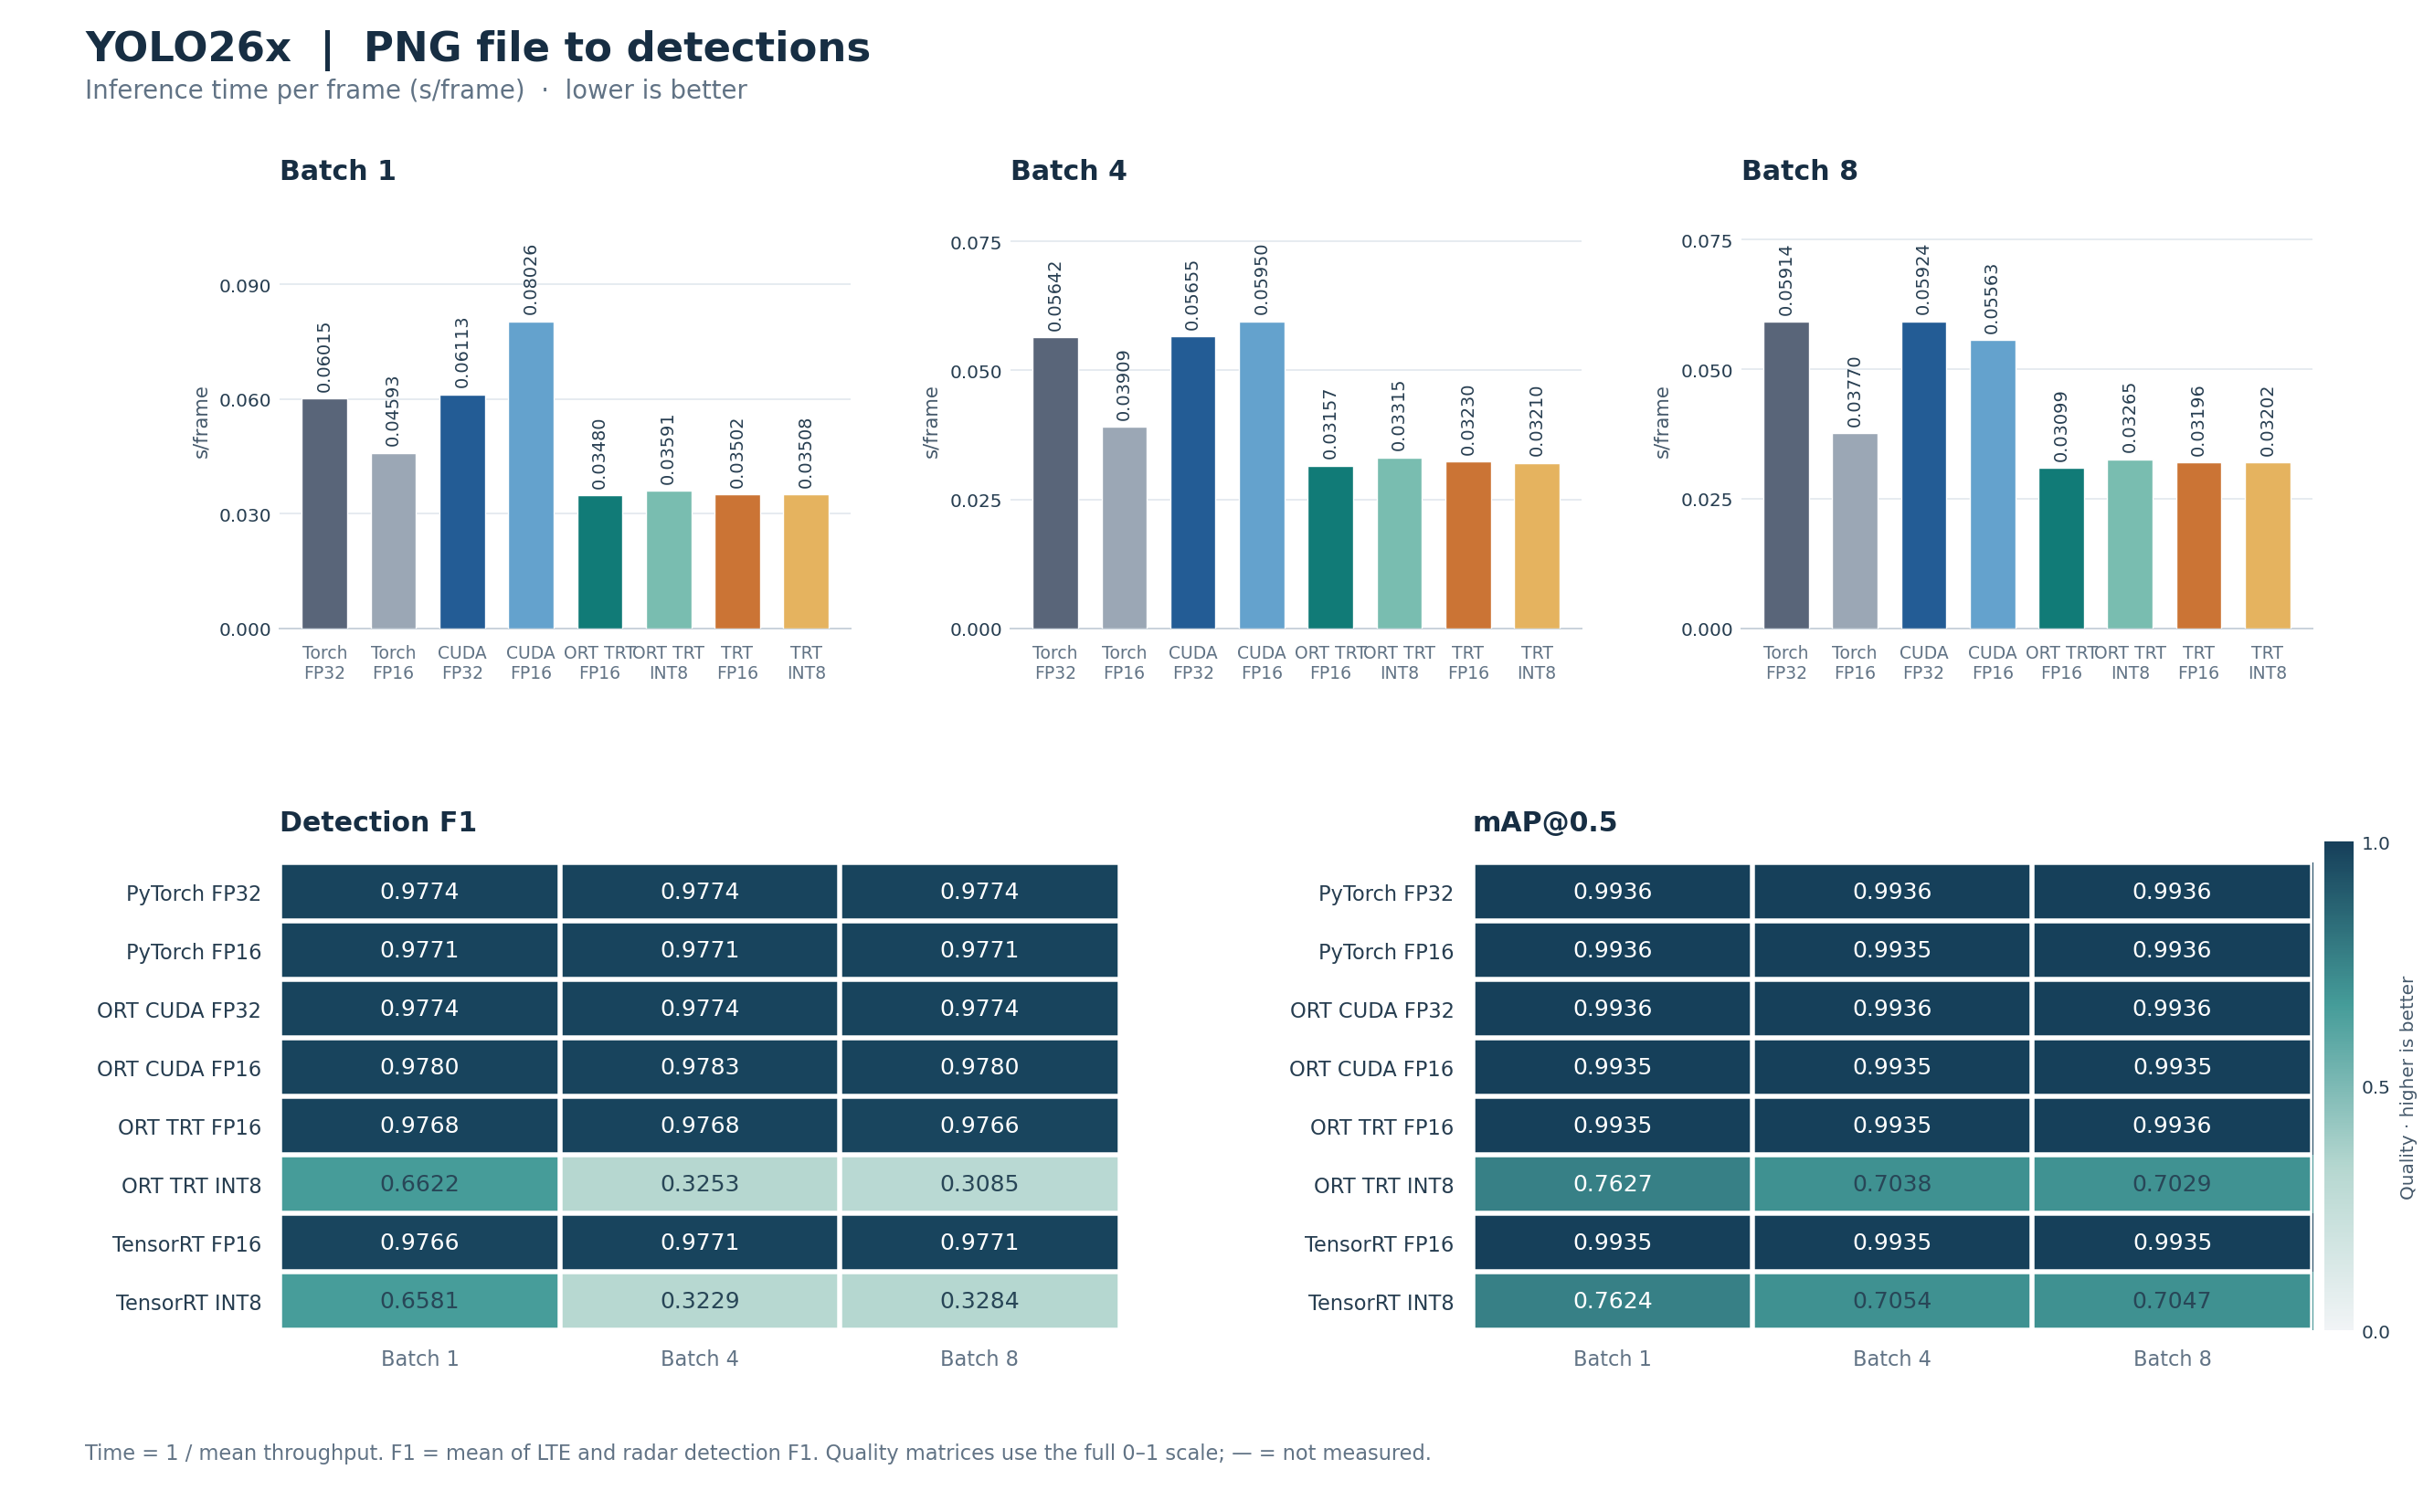 YOLO26x | PNG file to detections
Inference time per frame (s/frame) · lower is better
Batch 1
s/frame
0.090
0.060
0.030
0.000
0.06015
0.04593
0.06113
0.08026
0.03480
0.03591
0.03502
0.03508
Torch FP32
Torch FP16
CUDA FP32
CUDA FP16
ORT TRT FP16
ORT TRT INT8
TRT FP16
TRT INT8
Batch 4
s/frame
0.075
0.050
0.025
0.000
0.05642
0.03909
0.05655
0.05950
0.03157
0.03315
0.03230
0.03210
Torch FP32
Torch FP16
CUDA FP32
CUDA FP16
ORT TRT FP16
ORT TRT INT8
TRT FP16
TRT INT8
Batch 8
s/frame
0.075
0.050
0.025
0.000
0.05914
0.03770
0.05924
0.05563
0.03099
0.03265
0.03196
0.03202
Torch FP32
Torch FP16
CUDA FP32
CUDA FP16
ORT TRT FP16
ORT TRT INT8
TRT FP16
TRT INT8
Detection F1
PyTorch FP32 0.9774 0.9774 0.9774
PyTorch FP16 0.9771 0.9771 0.9771
ORT CUDA FP32 0.9774 0.9774 0.9774
ORT CUDA FP16 0.9780 0.9783 0.9780
ORT TRT FP16 0.9768 0.9768 0.9766
ORT TRT INT8 0.6622 0.3253 0.3085
TensorRT FP16 0.9766 0.9771 0.9771
TensorRT INT8 0.6581 0.3229 0.3284
Batch 1 Batch 4 Batch 8
mAP@0.5
PyTorch FP32 0.9936 0.9936 0.9936
PyTorch FP16 0.9936 0.9935 0.9936
ORT CUDA FP32 0.9936 0.9936 0.9936
ORT CUDA FP16 0.9935 0.9935 0.9935
ORT TRT FP16 0.9935 0.9935 0.9936
ORT TRT INT8 0.7627 0.7038 0.7029
TensorRT FP16 0.9935 0.9935 0.9935
TensorRT INT8 0.7624 0.7054 0.7047
Batch 1 Batch 4 Batch 8
1.0
0.5
0.0
Quality · higher is better
Time = 1 / mean throughput. F1 = mean of LTE and radar detection F1. Quality matrices use the full 0–1 scale; — = not measured.